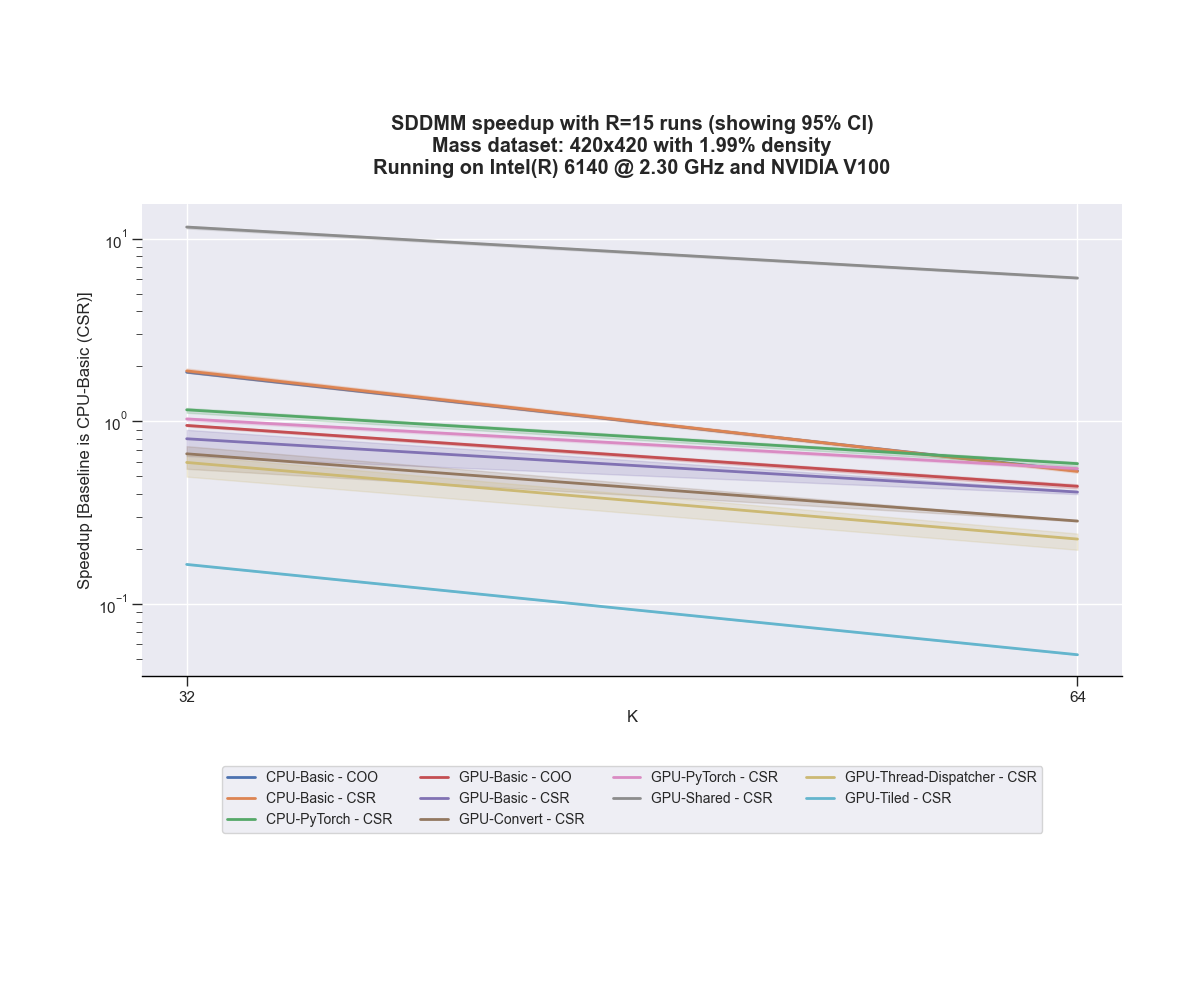 SDDMM speedup with R=15 runs (showing 95% CI)
Mass dataset: 420x420 with 1.99% density
Running on Intel(R) 6140 @ 2.30 GHz and NVIDIA V100
Speedup [Baseline is CPU-Basic (CSR)]
10^1
10^0
10^−1
32
64
K
CPU-Basic - COO
CPU-Basic - CSR
CPU-PyTorch - CSR
GPU-Basic - COO
GPU-Basic - CSR
GPU-Convert - CSR
GPU-PyTorch - CSR
GPU-Shared - CSR
GPU-Thread-Dispatcher - CSR
GPU-Tiled - CSR